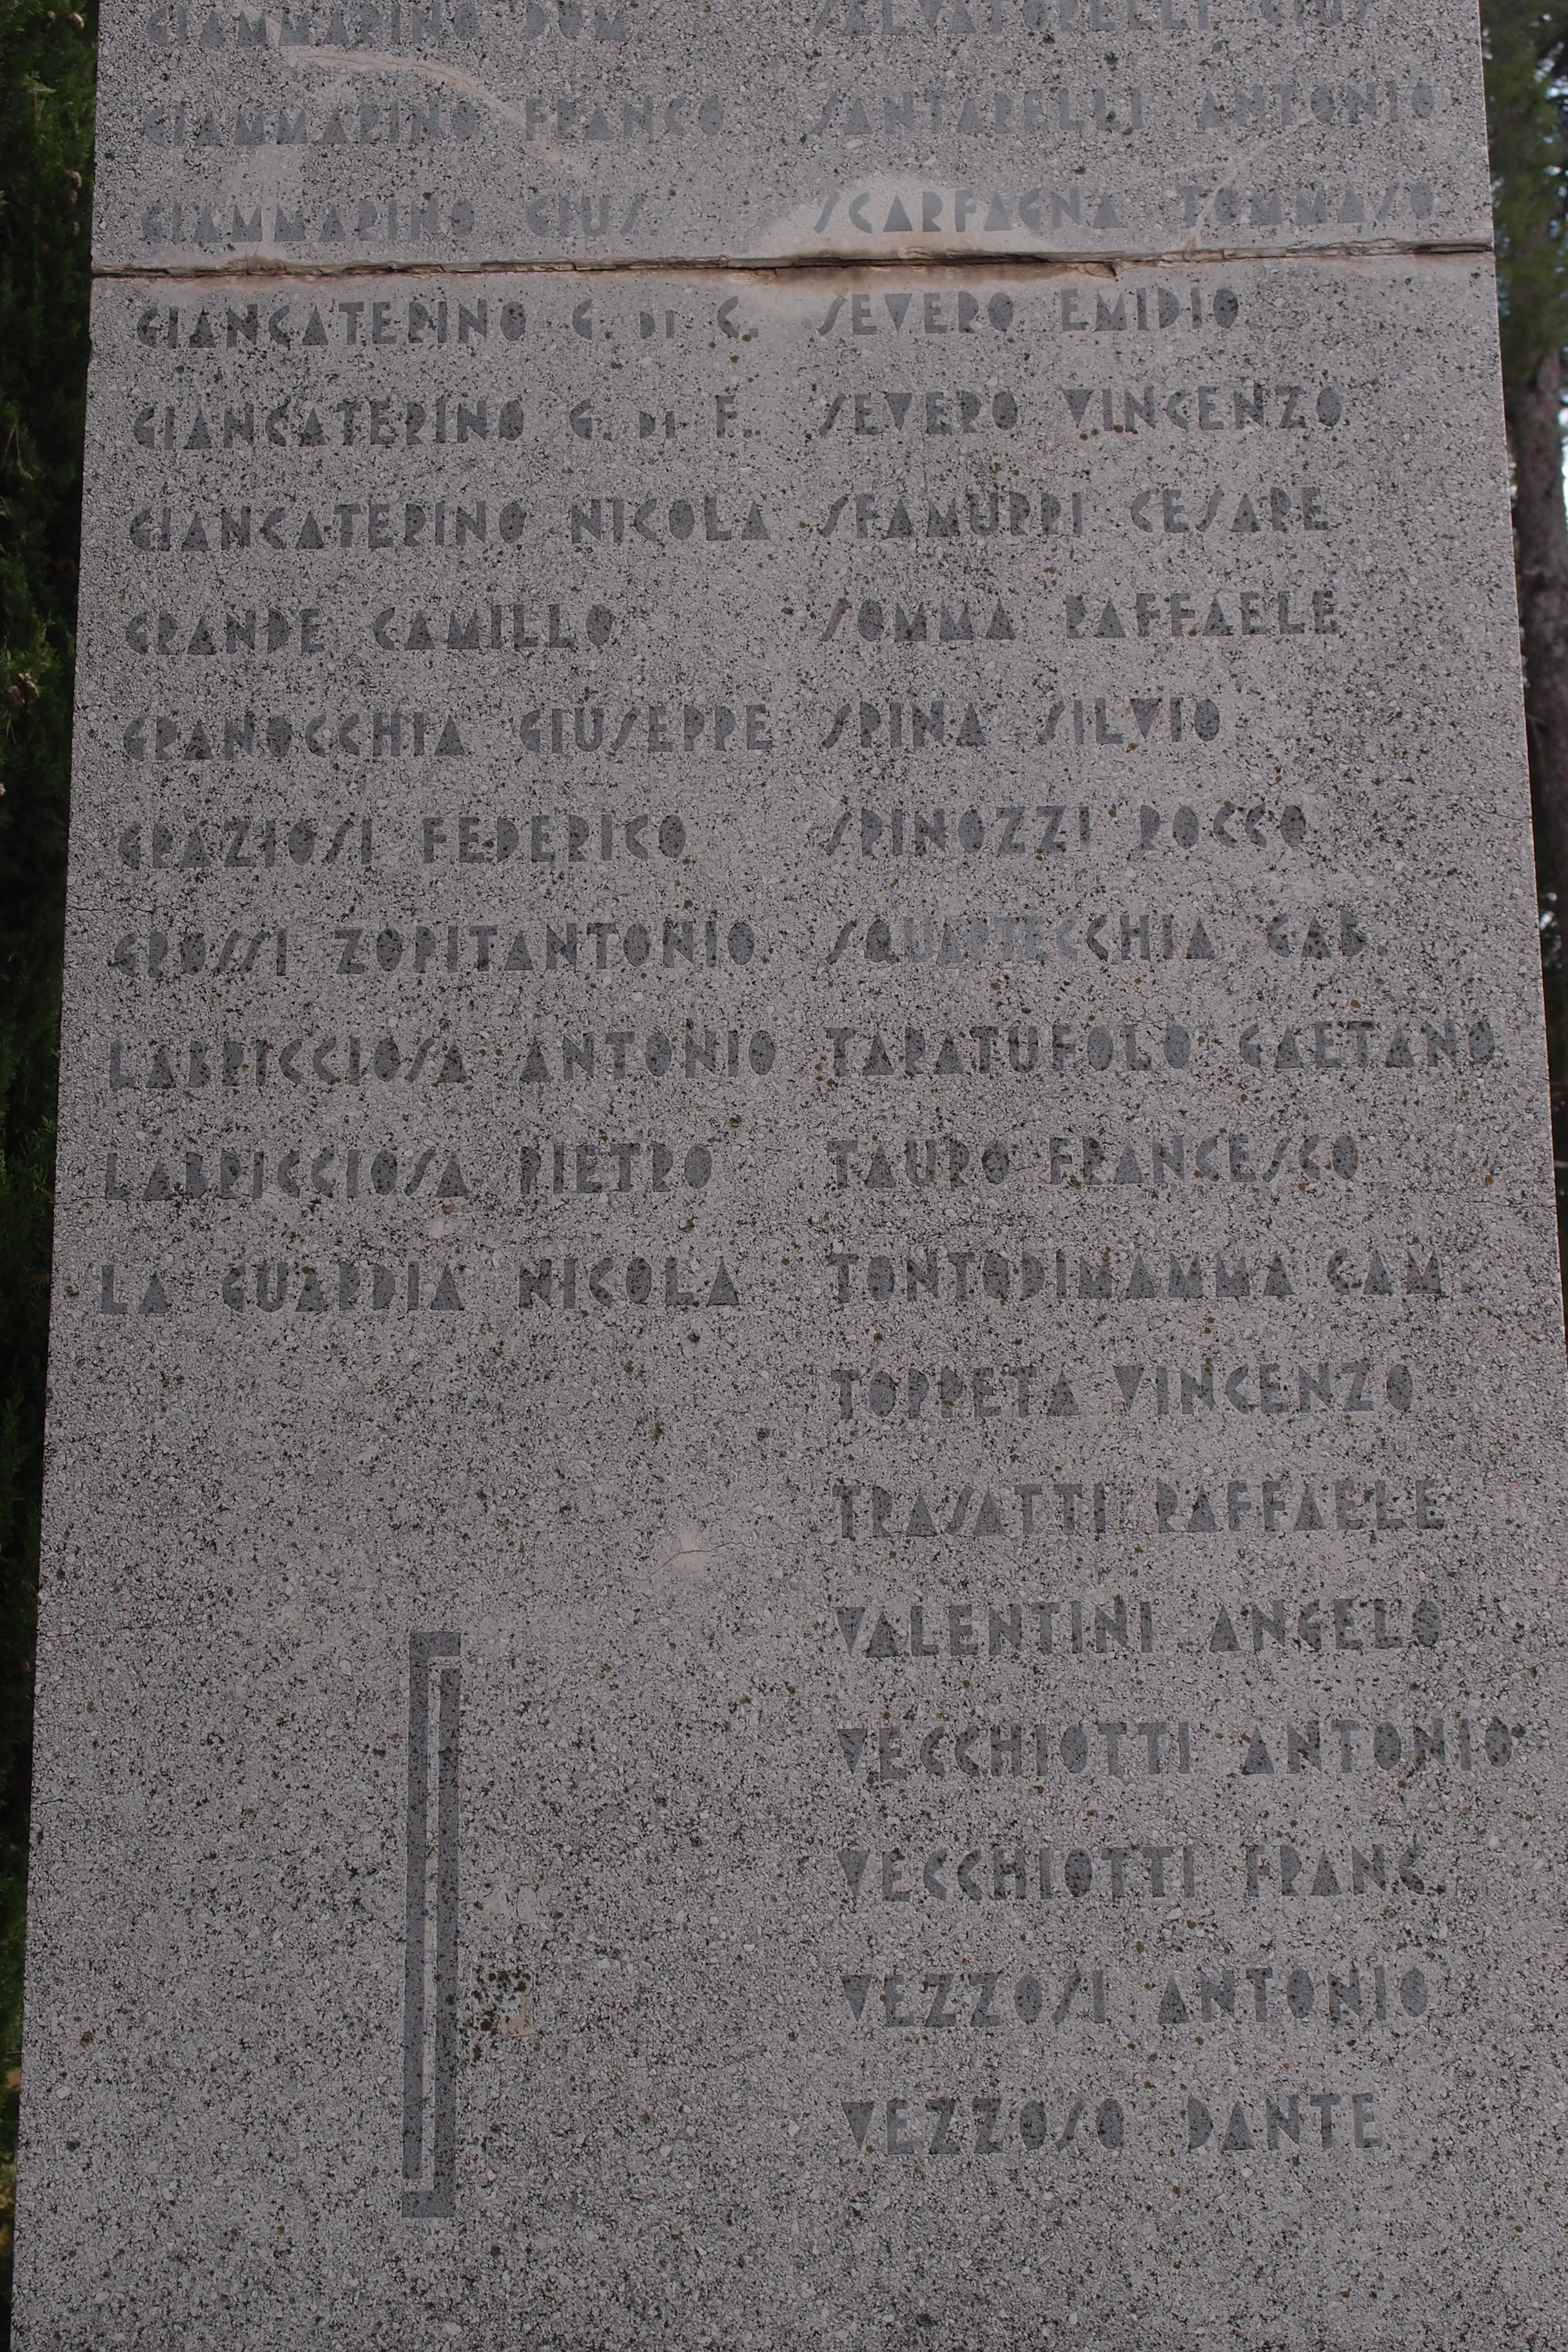 GIAMMARINO DOM.
GIAMMARINO FRANCO
GIAMMARINO GIUS.
GIANCATERINO G. DI C.
GIANCATERINO G. DI F.
GIANCATERINO NICOLA
GRANDE CAMILLO
GRANOCCHIA GIUSEPPE
GRAZIOSI FEDERICO
GROSSI ZOPITANTONIO
LABRICCIOSA ANTONIO
LABRICCIOSA PIETRO
LA GUARDIA NICOLA
SALVATORELLI GIUS.
SANTARELLI ANTONIO
SCARFAGNA TOMMASO
SEVERO EMIDIO
SEVERO VINCENZO
SFAMURRI CESARE
SOMMA RAFFAELE
SPINA SILVIO
SPINOZZI ROCCO
SQUARTECCHIA GAB.
TARATUFOLO GAETANO
TAURO FRANCESCO
TONTODIMAMMA CAM.
TOPPETA VINCENZO
TRASATTI RAFFAELE
VALENTINI ANGELO
VECCHIOTTI ANTONIO
VECCHIOTTI FRANC.
VEZZOSI ANTONIO
VEZZOSO DANTE